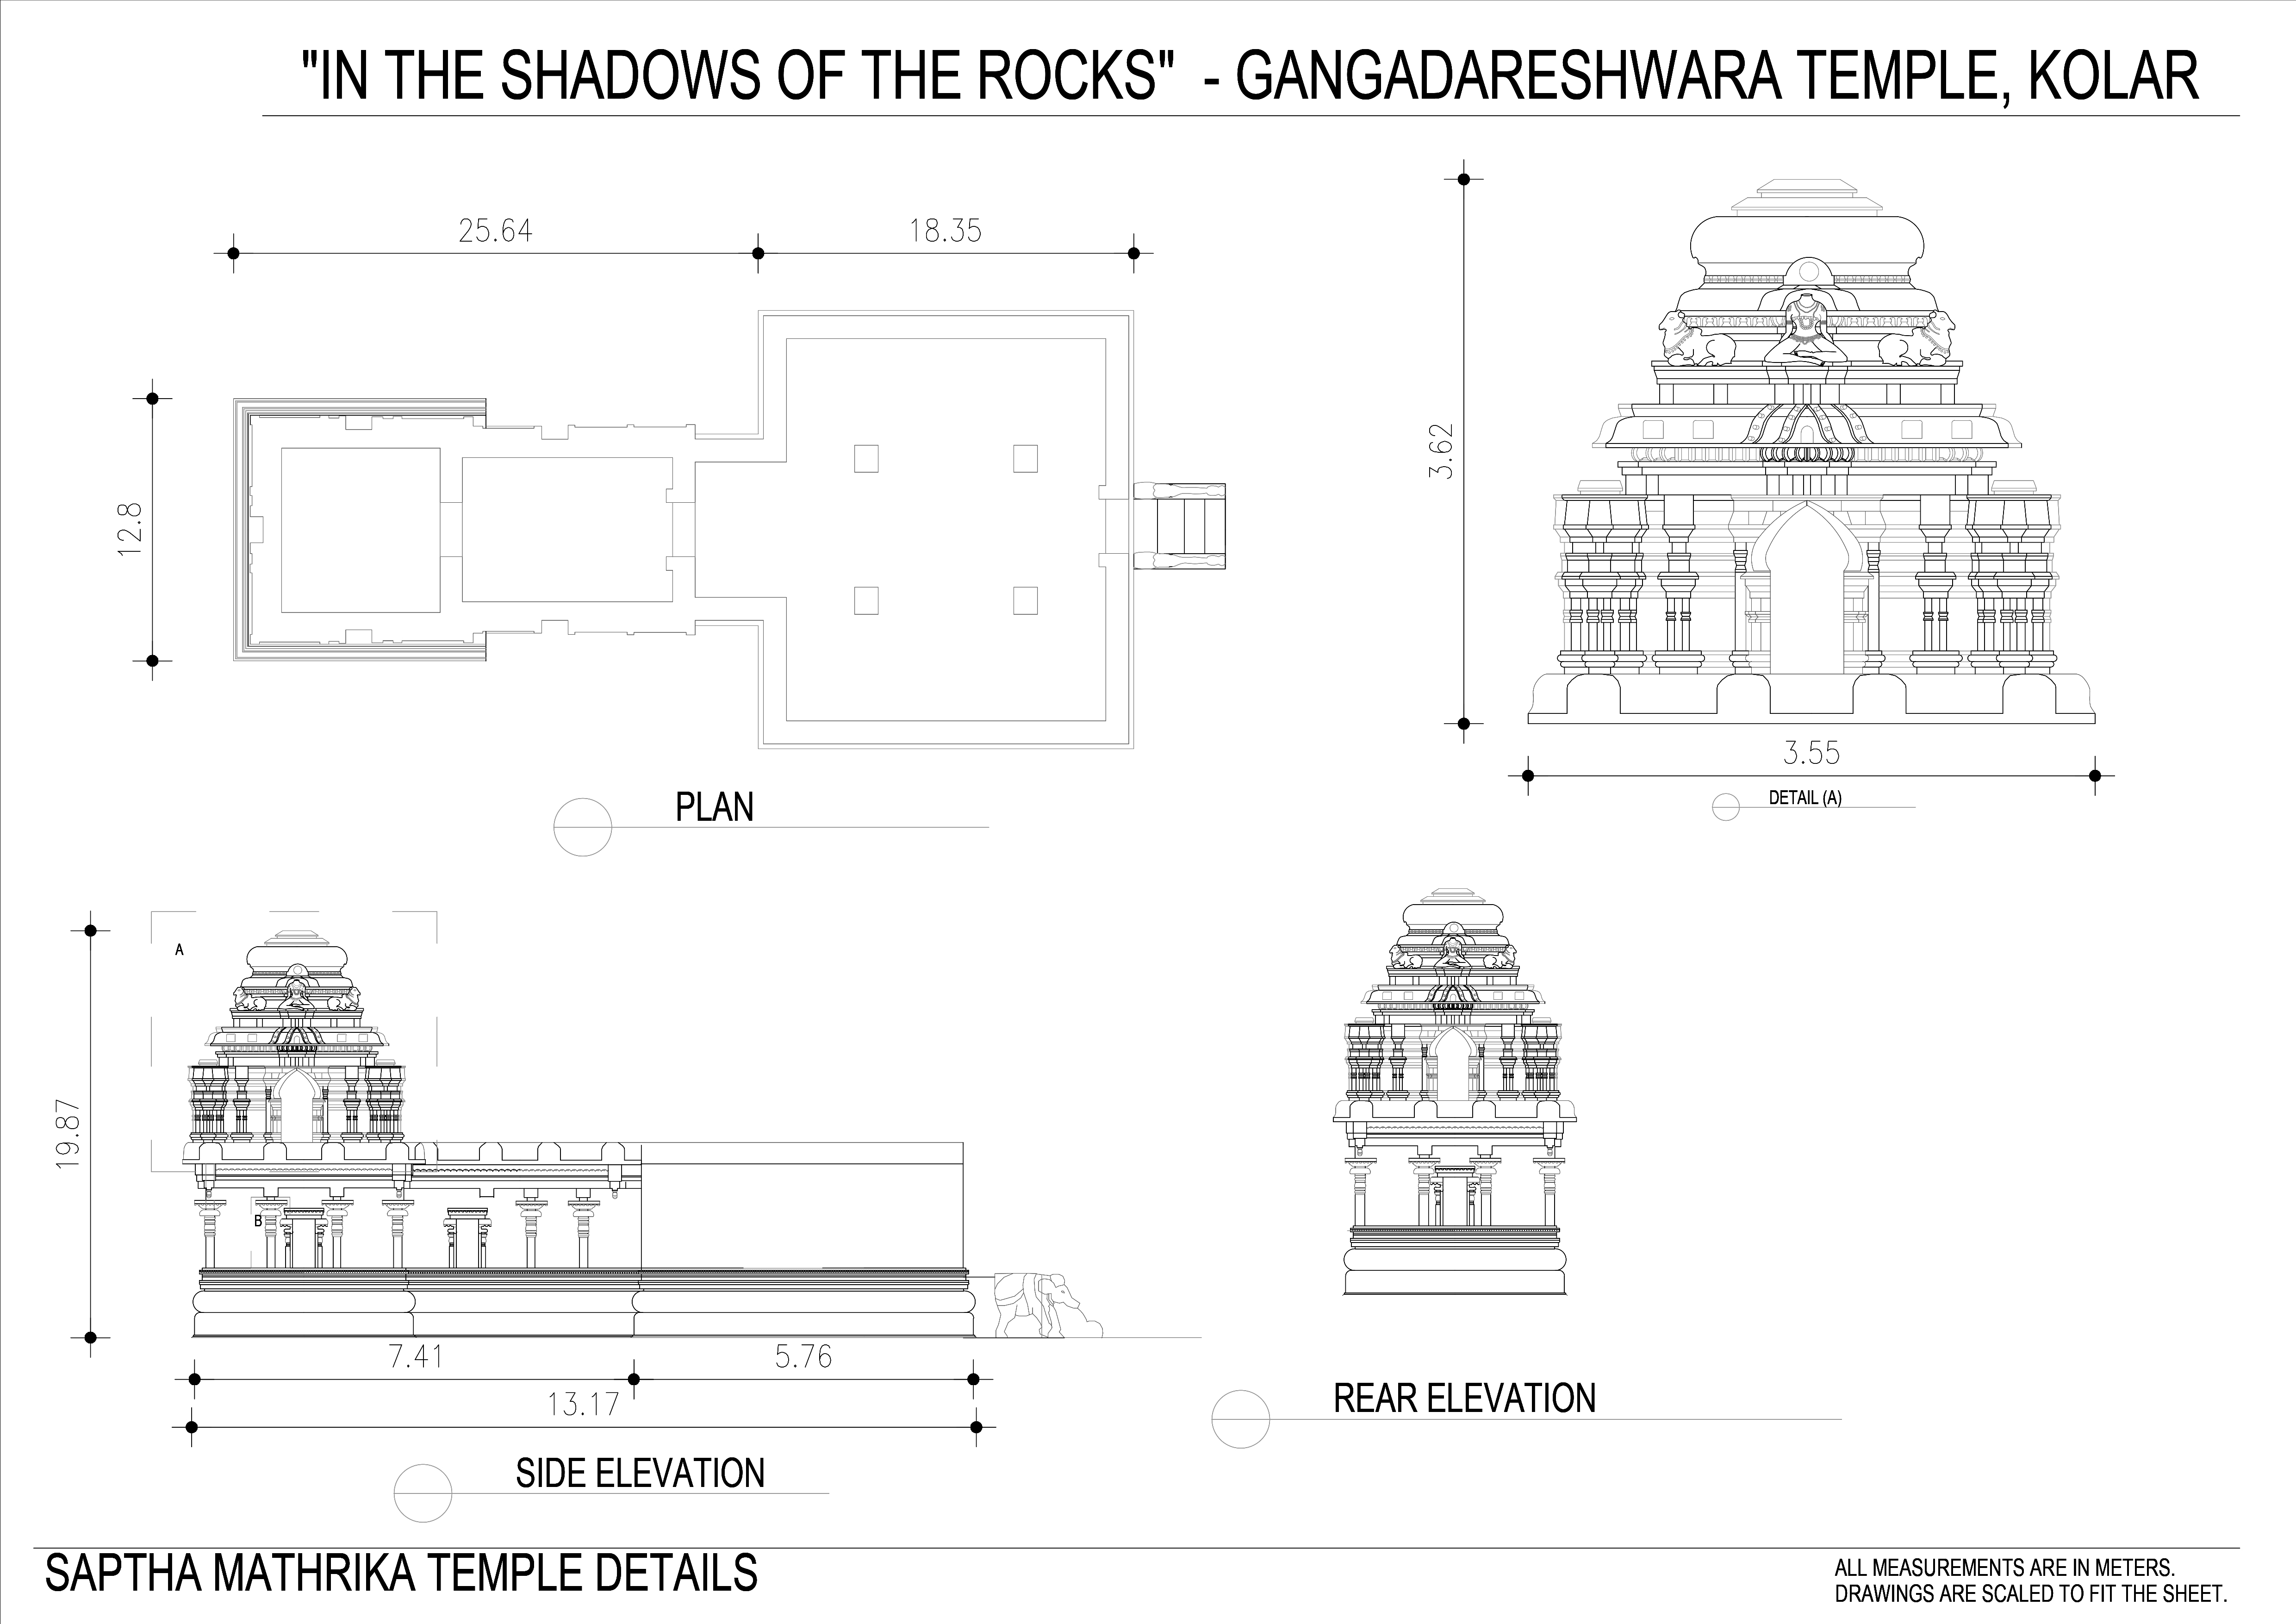 "IN THE SHADOWS OF THE ROCKS" - GANGADARESHWARA TEMPLE, KOLAR
25.64
18.35
12.8
PLAN
3.62
3.55
DETAIL (A)
A
B
19.87
7.41
5.76
13.17
SIDE ELEVATION
REAR ELEVATION
SAPTHA MATHRIKA TEMPLE DETAILS
ALL MEASUREMENTS ARE IN METERS.
DRAWINGS ARE SCALED TO FIT THE SHEET.